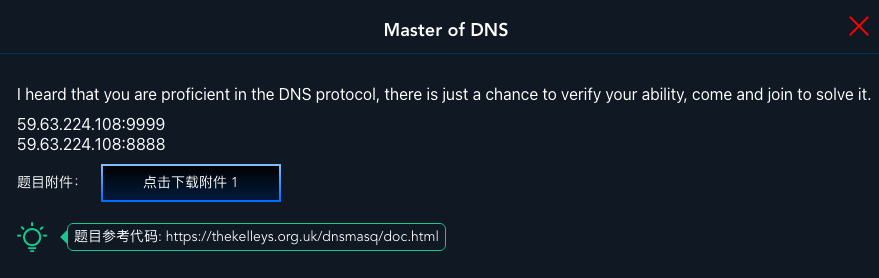 Master of DNS
I heard that you are proficient in the DNS protocol, there is just a chance to verify your ability, come and join to solve it.
59.63.224.108:9999
59.63.224.108:8888
题目附件： 点击下载附件 1
题目参考代码: https://thekelleys.org.uk/dnsmasq/doc.html